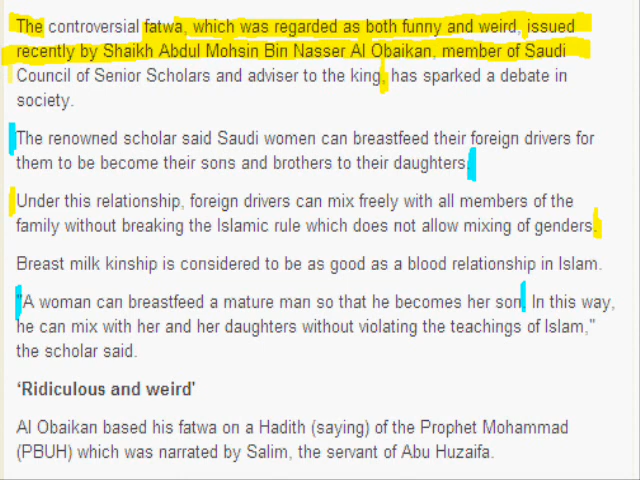 The controversial fatwa, which was regarded as both funny and weird, issued
recently by Shaikh Abdul Mohsin Bin Nasser Al Obaikan, member of Saudi
Council of Senior Scholars and adviser to the king, has sparked a debate in
society.
The renowned scholar said Saudi women can breastfeed their foreign drivers for
them to be become their sons and brothers to their daughters.
Under this relationship, foreign drivers can mix freely with all members of the
family without breaking the Islamic rule which does not allow mixing of genders.
Breast milk kinship is considered to be as good as a blood relationship in Islam.
"A woman can breastfeed a mature man so that he becomes her son. In this way,
he can mix with her and her daughters without violating the teachings of Islam,"
the scholar said.
‘Ridiculous and weird'
Al Obaikan based his fatwa on a Hadith (saying) of the Prophet Mohammad
(PBUH) which was narrated by Salim, the servant of Abu Huzaifa.